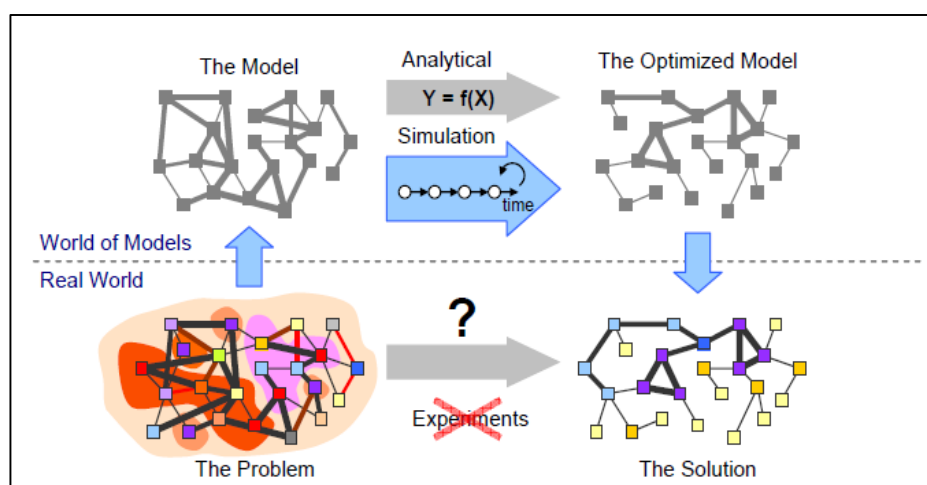 Analytical
The Model
The Optimized Model
Y = f(X)
Simulation
time
World of Models
Real World
?
Experiments
The Problem
The Solution